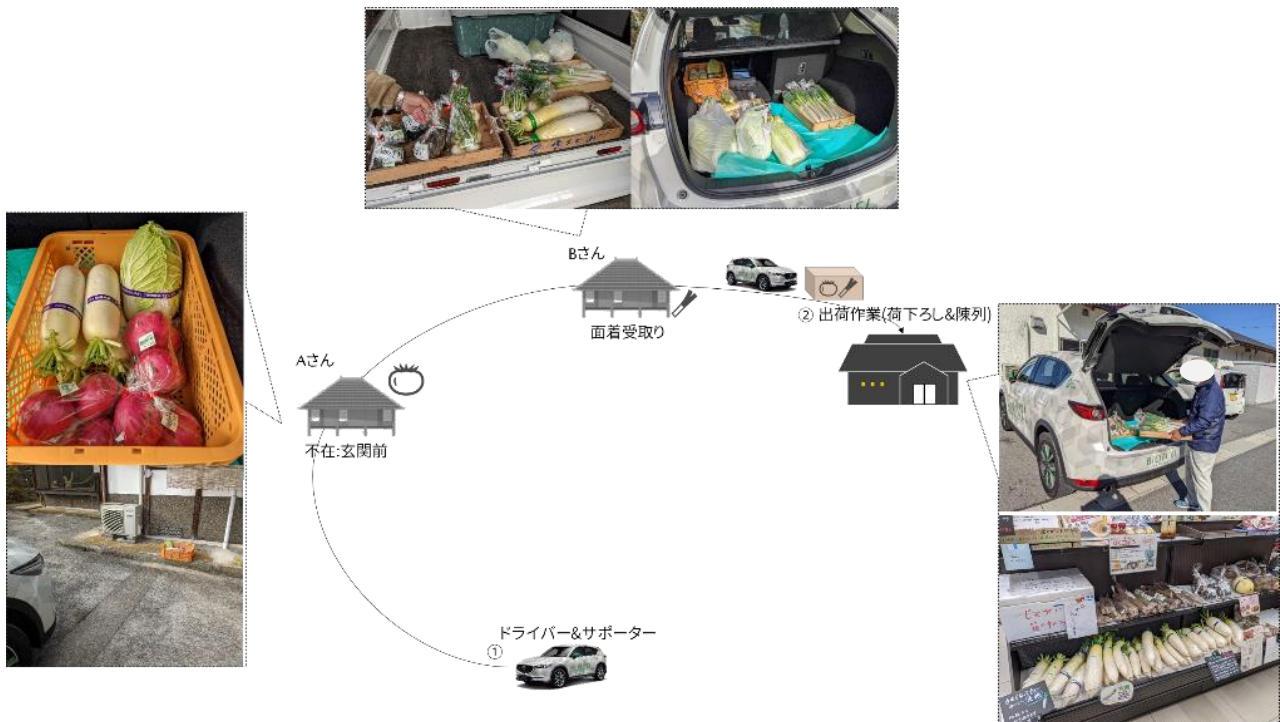 Bさん
面着受取り
② 出荷作業(荷下ろし&陳列)
Aさん
不在:玄関前
ドライバー&サポーター
①